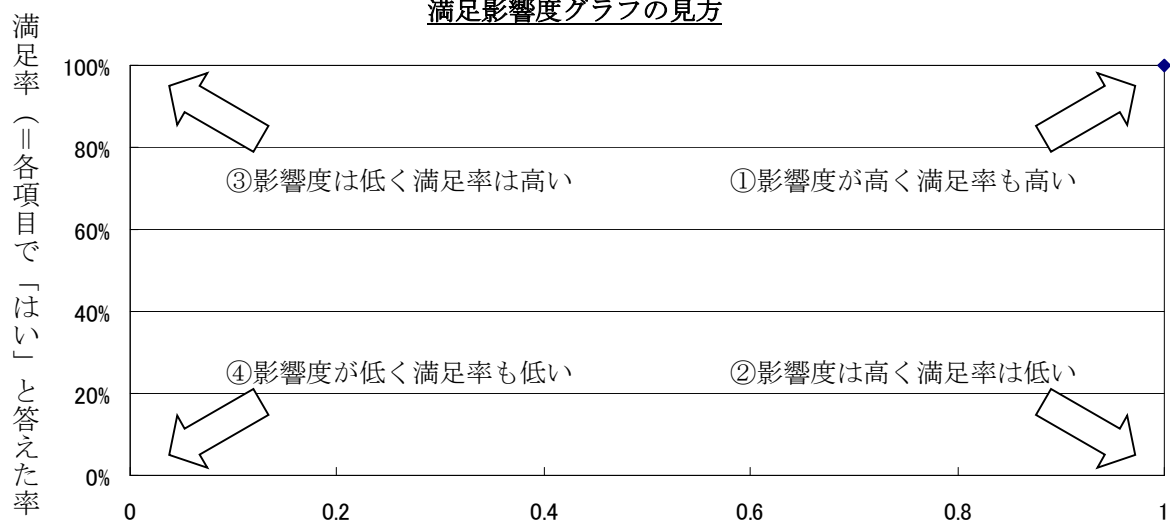 満足影響度グラフの見方
満足率（＝各項目で「はい」と答えた率
100%
80%
③影響度は低く満足率は高い
①影響度が高く満足率も高い
60%
40%
④影響度が低く満足率も低い
②影響度は高く満足率は低い
20%
0%
0 0.2 0.4 0.6 0.8 1